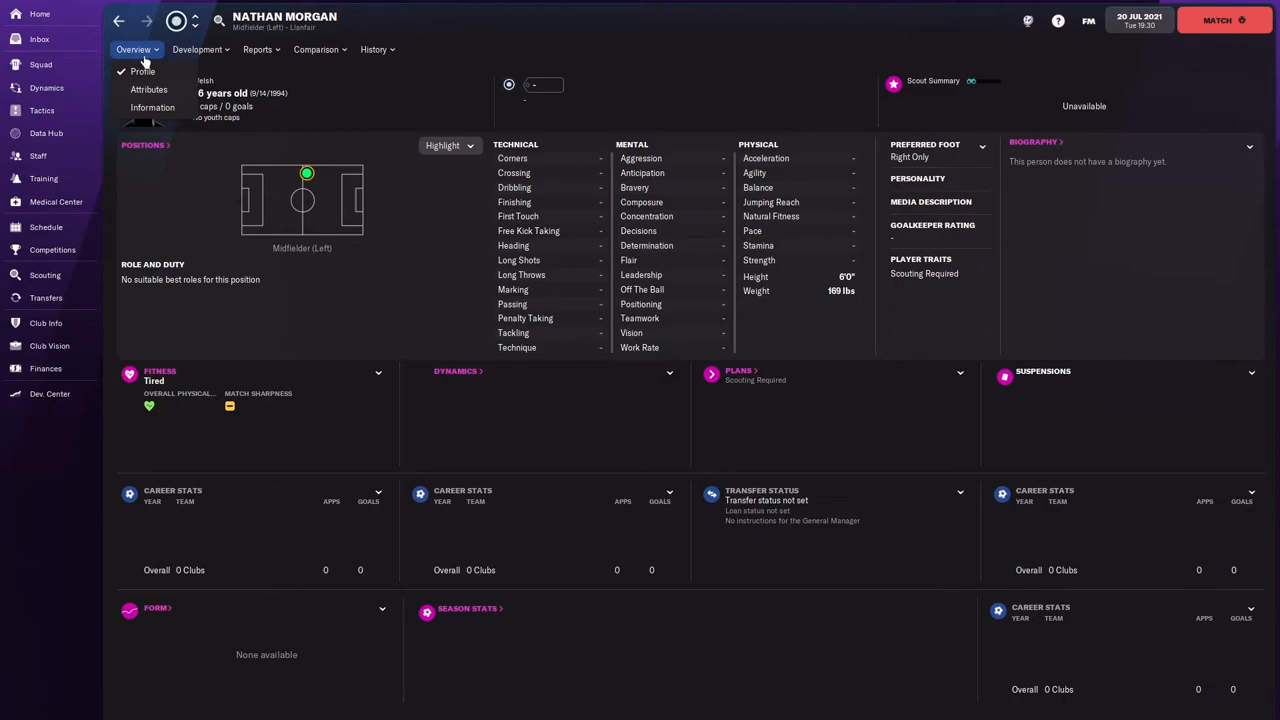 Home
NATHAN MORGAN
Midfielder (Left) - Llanfair
? FM
20 JUL 2021
Tue 19:30
MATCH
Inbox
Squad
Dynamics
Tactics
Data Hub
Staff
Training
Medical Center
Schedule
Competitions
Scouting
Transfers
Club Info
Club Vision
Finances
Dev. Center
Overview Development Reports Comparison History
Profile
Attributes
Information
6 years old (9/14/1994)
caps / 0 goals
No youth caps
-
-
Scout Summary
Unavailable
POSITIONS >
Highlight
Midfielder (Left)
ROLE AND DUTY
No suitable best roles for this position
TECHNICAL
Corners -
Crossing -
Dribbling -
Finishing -
First Touch -
Free Kick Taking -
Heading -
Long Shots -
Long Throws -
Marking -
Passing -
Penalty Taking -
Tackling -
Technique -
MENTAL
Aggression -
Anticipation -
Bravery -
Composure -
Concentration -
Decisions -
Determination -
Flair -
Leadership -
Off The Ball -
Positioning -
Teamwork -
Vision -
Work Rate -
PHYSICAL
Acceleration -
Agility -
Balance -
Jumping Reach -
Natural Fitness -
Pace -
Stamina -
Strength -
Height 6'0"
Weight 169 lbs
PREFERRED FOOT
Right Only
PERSONALITY
MEDIA DESCRIPTION
GOALKEEPER RATING
-
PLAYER TRAITS
Scouting Required
BIOGRAPHY >
This person does not have a biography yet.
FITNESS
Tired
OVERALL PHYSICAL... MATCH SHARPNESS
DYNAMICS >
PLANS >
Scouting Required
SUSPENSIONS
CAREER STATS
YEAR TEAM APPS GOALS
Overall 0 Clubs 0 0
CAREER STATS
YEAR TEAM APPS GOALS
Overall 0 Clubs 0 0
TRANSFER STATUS
Transfer status not set
Loan status not set
No instructions for the General Manager
CAREER STATS
YEAR TEAM APPS GOALS
Overall 0 Clubs 0 0
FORM >
None available
SEASON STATS >
CAREER STATS
YEAR TEAM APPS GOALS
Overall 0 Clubs 0 0